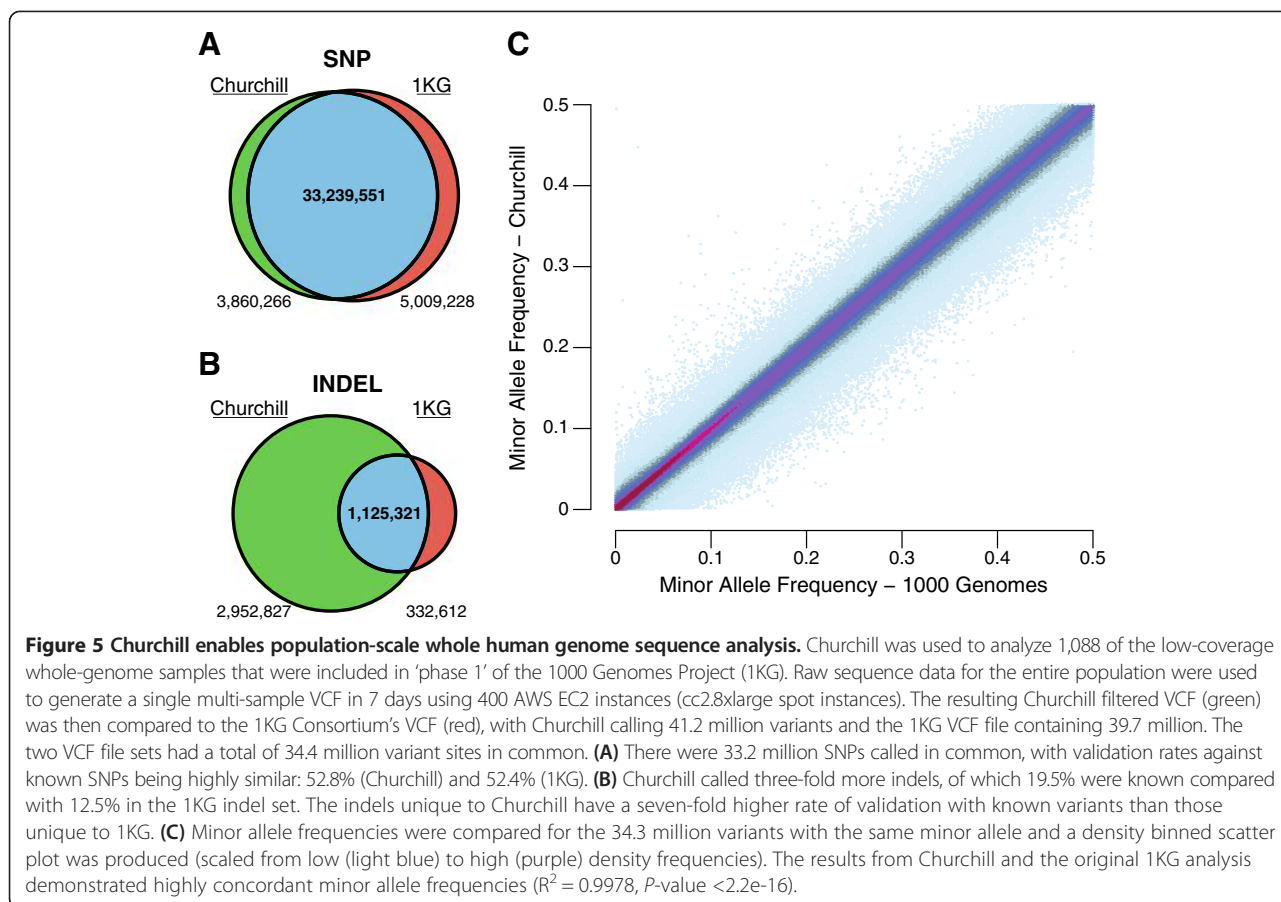 A
SNP
Churchill 1KG
33,239,551
3,860,266 5,009,228
B
INDEL
Churchill 1KG
1,125,321
2,952,827 332,612
C
Minor Allele Frequency – Churchill
0.5
0.4
0.3
0.2
0.1
0
0 0.1 0.2 0.3 0.4 0.5
Minor Allele Frequency – 1000 Genomes
Figure 5 Churchill enables population-scale whole human genome sequence analysis. Churchill was used to analyze 1,088 of the low-coverage
whole-genome samples that were included in ‘phase 1’ of the 1000 Genomes Project (1KG). Raw sequence data for the entire population were used
to generate a single multi-sample VCF in 7 days using 400 AWS EC2 instances (cc2.8xlarge spot instances). The resulting Churchill filtered VCF (green)
was then compared to the 1KG Consortium’s VCF (red), with Churchill calling 41.2 million variants and the 1KG VCF file containing 39.7 million. The
two VCF file sets had a total of 34.4 million variant sites in common. (A) There were 33.2 million SNPs called in common, with validation rates against
known SNPs being highly similar: 52.8% (Churchill) and 52.4% (1KG). (B) Churchill called three-fold more indels, of which 19.5% were known compared
with 12.5% in the 1KG indel set. The indels unique to Churchill have a seven-fold higher rate of validation with known variants than those
unique to 1KG. (C) Minor allele frequencies were compared for the 34.3 million variants with the same minor allele and a density binned scatter
plot was produced (scaled from low (light blue) to high (purple) density frequencies). The results from Churchill and the original 1KG analysis
demonstrated highly concordant minor allele frequencies (R² = 0.9978, P-value <2.2e-16).